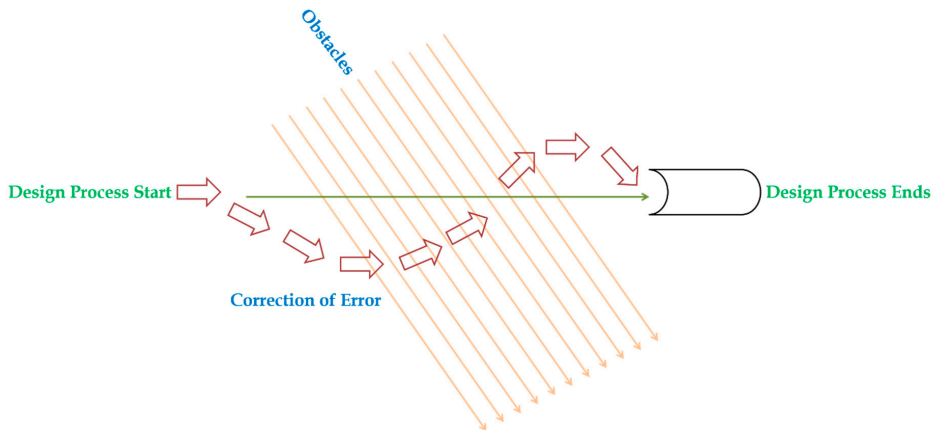 Obstacles
Design Process Start
Design Process Ends
Correction of Error